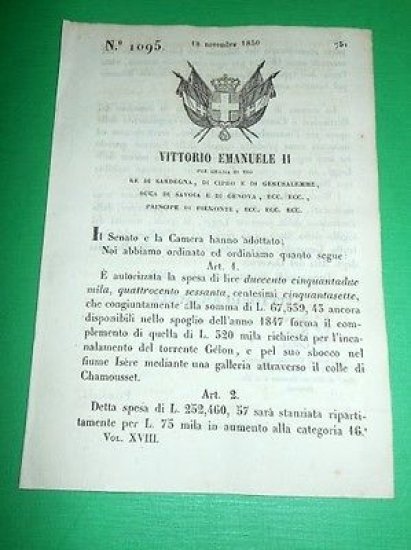 N.° 1095.
18 novembre 1850
751
VITTORIO EMANUELE II
PER GRAZIA DI DIO
RE DI SARDEGNA, DI CIPRO E DI GERUSALEMME,
DUCA DI SAVOIA E DI GENOVA, ECC. ECC.,
PRINCIPE DI PIEMONTE, ECC. ECC. ECC.
Il Senato e la Camera hanno adottato;
Noi abbiamo ordinato ed ordiniamo quanto segue:
Art. 1.
È autorizzata la spesa di lire duecento cinquantadue
mila, quattrocento sessanta, centesimi cinquantasette,
che congiuntamente alla somma di L. 67,539, 43 ancora
disponibili nello spoglio dell'anno 1847 forma il com-
plemento di quella di L. 320 mila richiesta per l'inca-
nalamento del torrente Gélon, e pel suo sbocco nel
fiume Isère mediante una galleria attraverso il colle di
Chamousset.
Art. 2.
Detta spesa di L. 252,460, 57 sarà stanziata riparti-
tamente per L. 75 mila in aumento alla categoria 46.ª
Vol. XVIII.